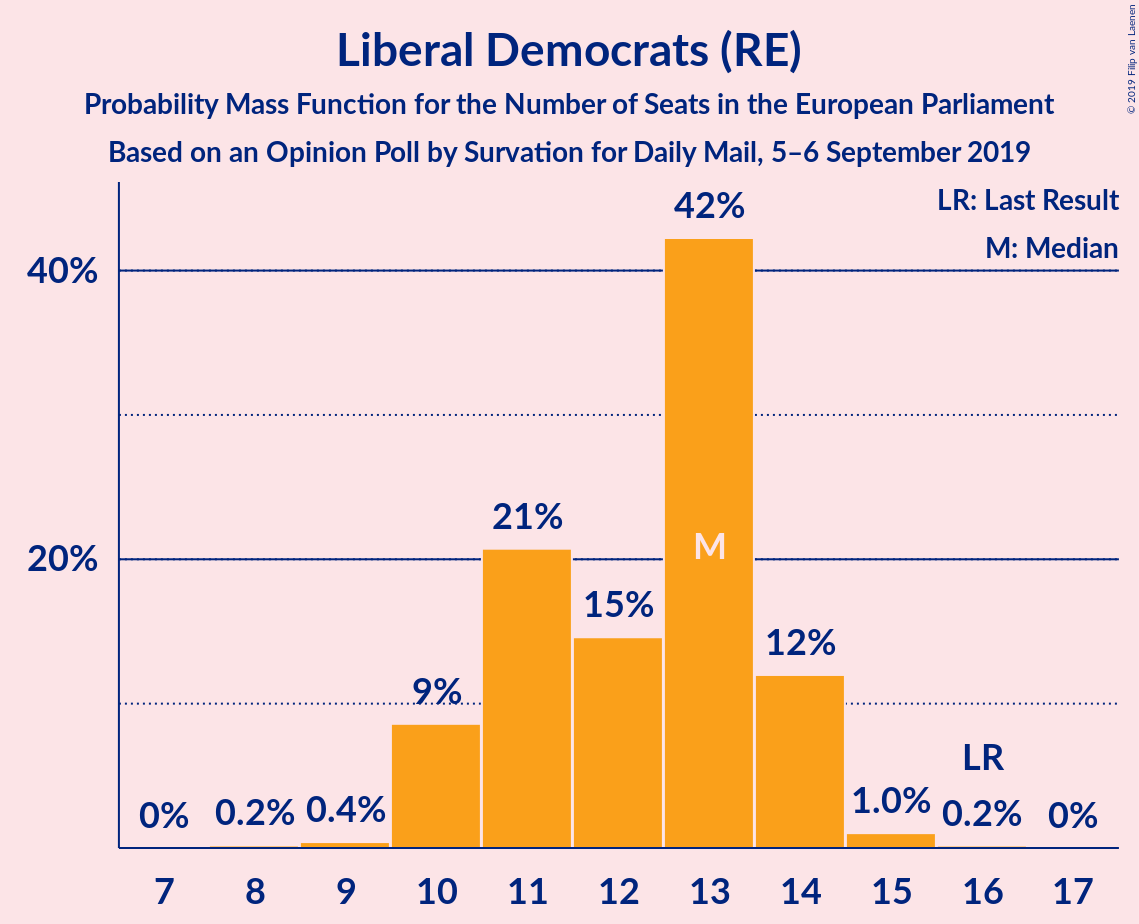 Liberal Democrats (RE)
Probability Mass Function for the Number of Seats in the European Parliament
Based on an Opinion Poll by Survation for Daily Mail, 5–6 September 2019
© 2019 Filip van Laenen
LR: Last Result
M: Median
40%
20%
0%
0.2%
0.4%
9%
21%
15%
42%
M
12%
1.0%
LR
0.2%
0%
7 8 9 10 11 12 13 14 15 16 17